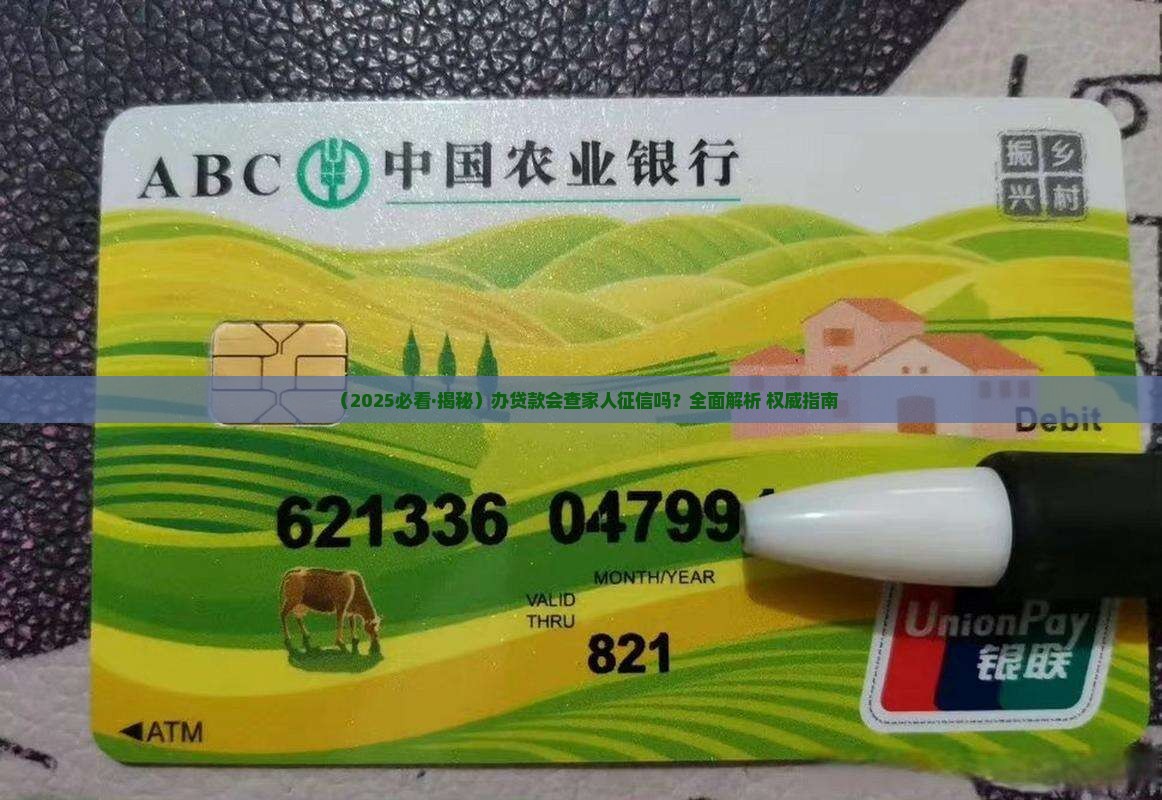 ABC 中国农业银行
振 乡
兴 村
（2025必看·揭秘）办贷款会查家人征信吗？全面解析 权威指南
Debit
621336 04799
MONTH/YEAR
VALID
THRU
821
UnionPay
银联
ATM